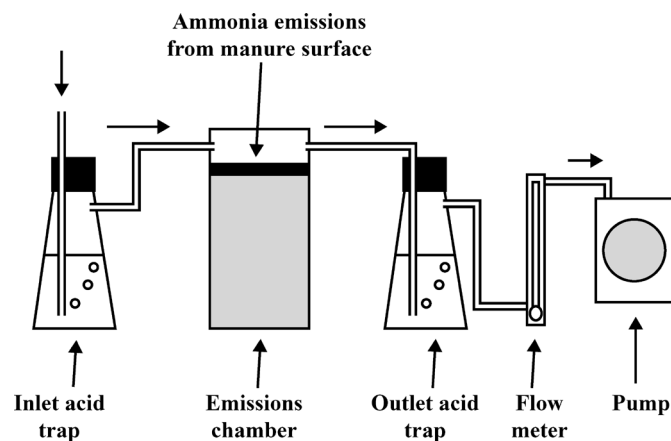 Ammonia emissions
from manure surface
Inlet acid
trap
Emissions
chamber
Outlet acid
trap
Flow
meter
Pump